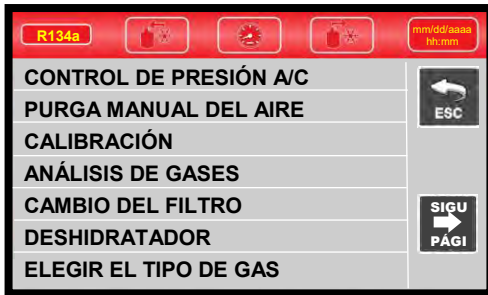 R134a
mm/dd/aaaa
hh:mm
CONTROL DE PRESIÓN A/C
PURGA MANUAL DEL AIRE
CALIBRACIÓN
ANÁLISIS DE GASES
CAMBIO DEL FILTRO
DESHIDRATADOR
ELEGIR EL TIPO DE GAS
ESC
SIGU
PÁGI